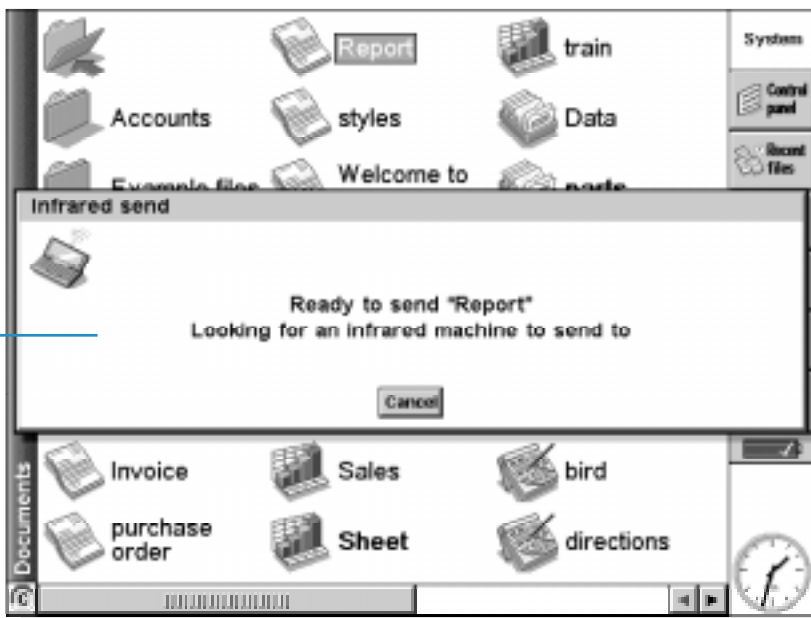 Report
train
System
Accounts
styles
Data
Control
panel
Example files
Welcome to
parts
Recent
files
Infrared send
Ready to send "Report"
Looking for an infrared machine to send to
Cancel
Documents
Invoice
Sales
bird
purchase
order
Sheet
directions